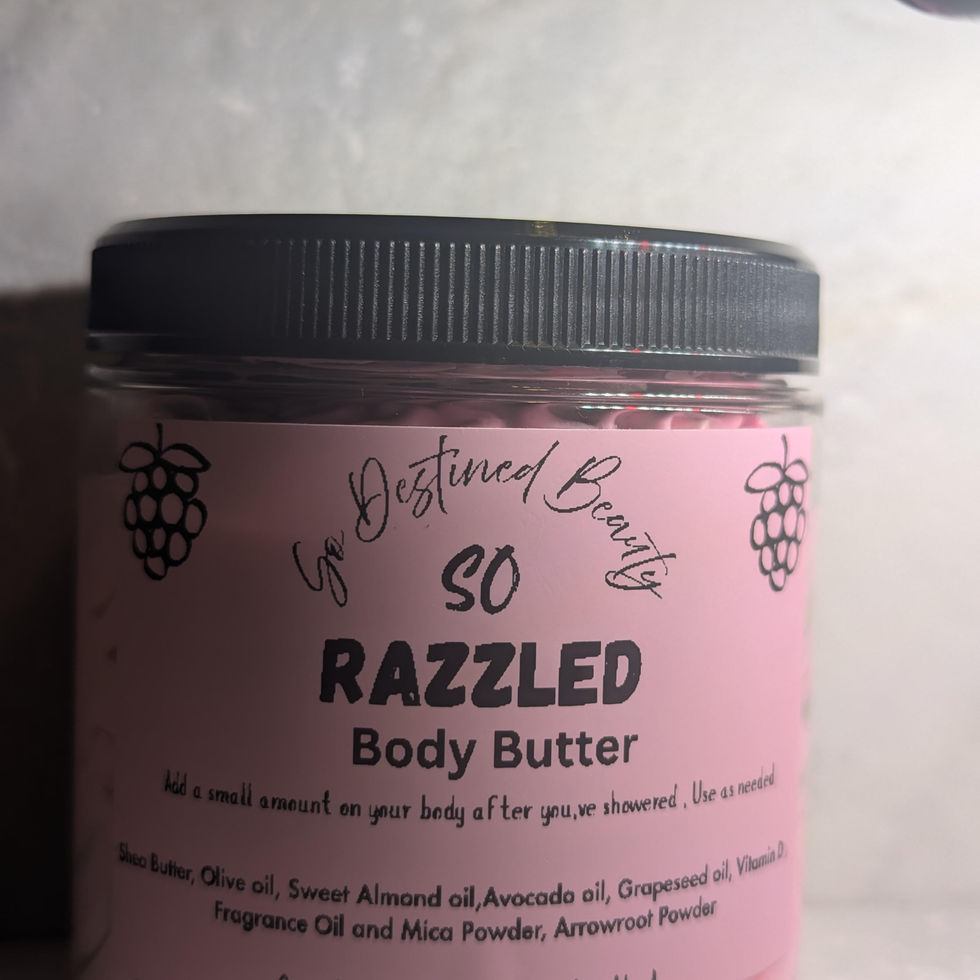 So Destined Beauty
SO
RAZZLED
Body Butter
Add a small amount on your body after you,ve showered . Use as needed
Shea Butter, Olive oil, Sweet Almond oil,Avocado oil, Grapeseed oil, Vitamin D,
Fragrance Oil and Mica Powder, Arrowroot Powder